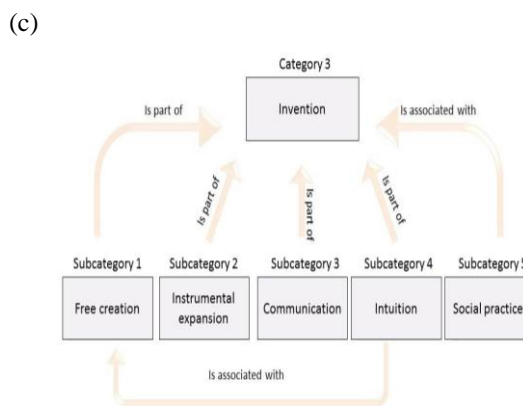 (c)
Category 3
Invention
Is part of
Is associated with
Is part of
Is part of
Is part of
Subcategory 1
Subcategory 2
Subcategory 3
Subcategory 4
Subcategory 5
Free creation
Instrumental
expansion
Communication
Intuition
Social practice
Is associated with